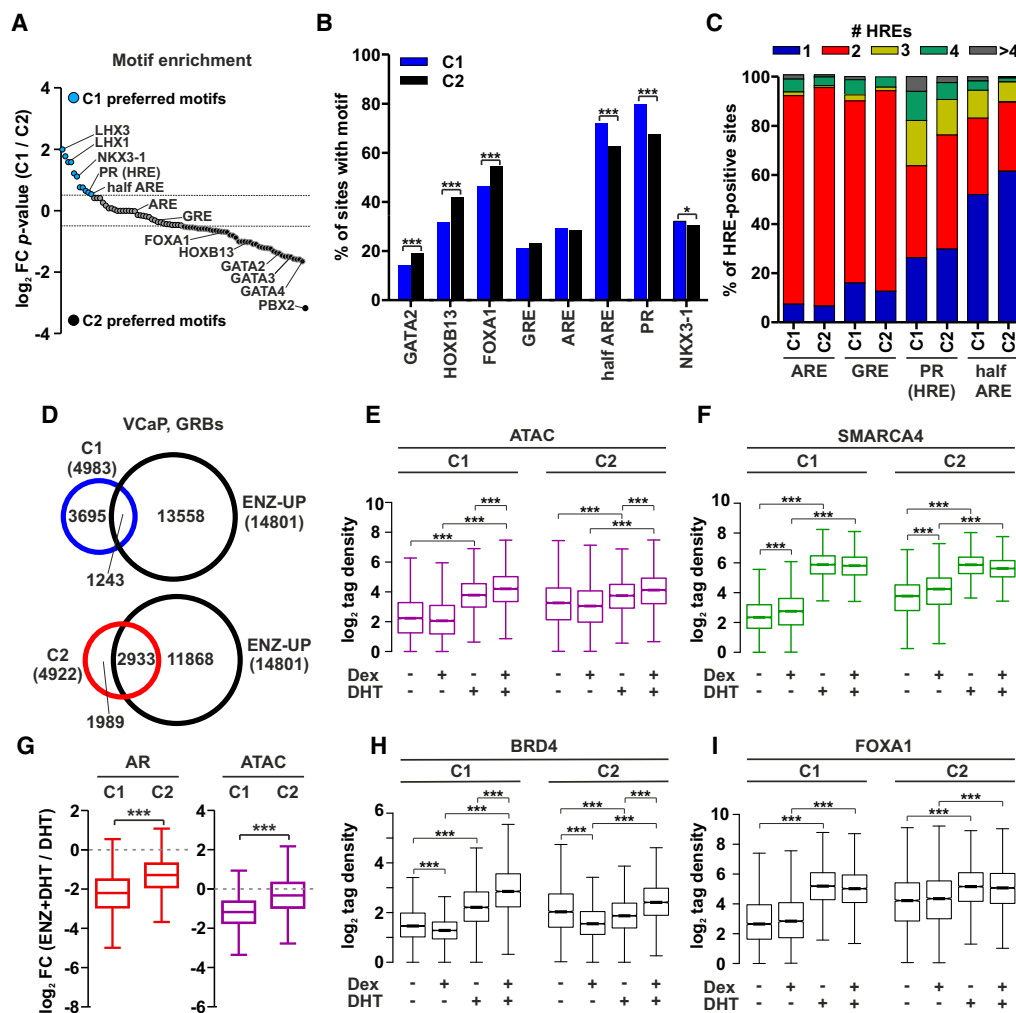 A
Motif enrichment
log2 FC p-value (C1 / C2)
4
2
0
-2
-4
C1 preferred motifs
LHX3
LHX1
NKX3-1
PR (HRE)
half ARE
ARE
GRE
FOXA1
HOXB13
GATA2
GATA3
GATA4
PBX2
C2 preferred motifs
B
% of sites with motif
100
80
60
40
20
0
C1
C2
***
***
***
***
***
*
GATA2
HOXB13
FOXA1
GRE
ARE
half ARE
PR
NKX3-1
C
# HREs
1 2 3 4 >4
% of HRE-positive sites
100
80
60
40
20
0
C1 C2 C1 C2 C1 C2 C1 C2
ARE GRE PR (HRE) half ARE
D
VCaP, GRBs
C1
(4983)
3695
13558
ENZ-UP
(14801)
1243
C2
(4922)
2933
11868
ENZ-UP
(14801)
1989
E
ATAC
C1 C2
log2 tag density
10
8
6
4
2
0
***
***
***
***
***
***
Dex - + - + - + - +
DHT - - + + - - + +
F
SMARCA4
C1 C2
log2 tag density
10
8
6
4
2
0
***
***
***
***
***
***
Dex - + - + - + - +
DHT - - + + - - + +
G
AR ATAC
C1 C2 C1 C2
log2 FC (ENZ+DHT / DHT)
2
0
-2
-4
-6
-8
***
4
2
0
-2
-4
-6
***
H
BRD4
C1 C2
log2 tag density
6
4
2
0
***
***
***
***
***
***
***
***
Dex - + - + - + - +
DHT - - + + - - + +
I
FOXA1
C1 C2
log2 tag density
10
8
6
4
2
0
***
***
***
***
Dex - + - + - + - +
DHT - - + + - - + +